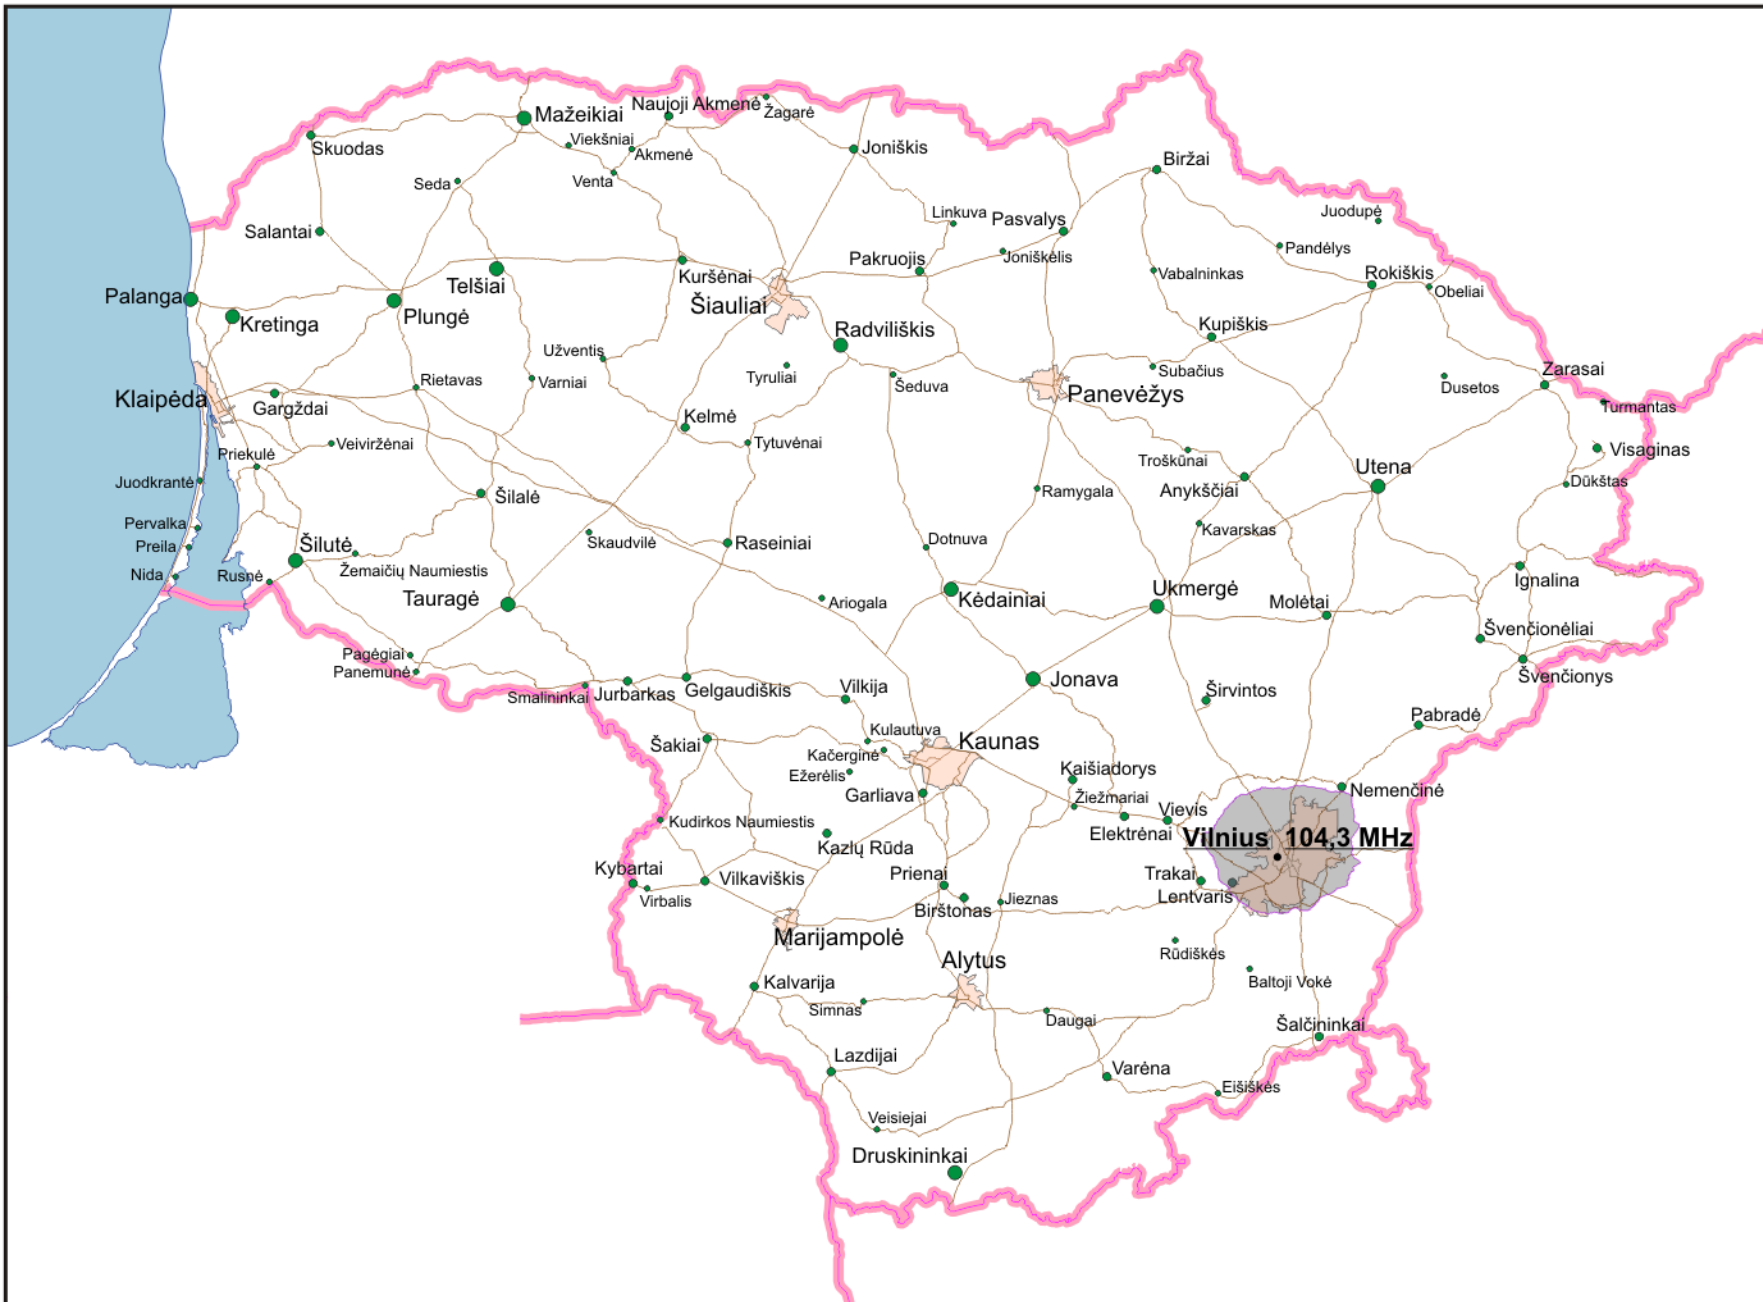 Mažeikiai
Naujoji Akmenė
Žagarė
Skuodas
Viekšniai
Akmenė
Joniškis
Biržai
Seda
Venta
Salantai
Linkuva
Pasvalys
Juodupė
Telšiai
Kuršėnai
Pakruojis
Joniškėlis
Vabalninkas
Pandėlys
Rokiškis
Obeliai
Palanga
Kretinga
Plungė
Šiauliai
Radviliškis
Kupiškis
Užventis
Varniai
Rietavas
Tyruliai
Šeduva
Subačius
Dusetos
Zarasai
Turmantas
Klaipėda
Gargždai
Panevėžys
Kelmė
Tytuvėnai
Veiviržėnai
Priekulė
Troškūnai
Utena
Visaginas
Juodkrantė
Šilalė
Ramygala
Anykščiai
Dūkštas
Pervalka
Preila
Skaudvilė
Raseiniai
Dotnuva
Kavarskas
Šilutė
Nida
Rusnė
Žemaičių Naumiestis
Tauragė
Ariogala
Kėdainiai
Ukmergė
Molėtai
Ignalina
Švenčionėliai
Švenčionys
Pagėgiai
Panemunė
Smalininkai
Jurbarkas
Gelgaudiškis
Vilkija
Jonava
Širvintos
Pabradė
Šakiai
Kulautuva
Kačerginė
Ežerėlis
Kaunas
Garliava
Kaišiadorys
Žiežmariai
Elektrėnai
Vievis
Nemenčinė
Kudirkos Naumiestis
Kazlų Rūda
Vilnius 104,3 MHz
Kybartai
Virbalis
Vilkaviškis
Prienai
Birštonas
Jieznas
Trakai
Lentvaris
Marijampolė
Alytus
Rūdiškės
Baltoji Vokė
Kalvarija
Simnas
Daugai
Šalčininkai
Lazdijai
Varėna
Eišiškės
Veisiejai
Druskininkai